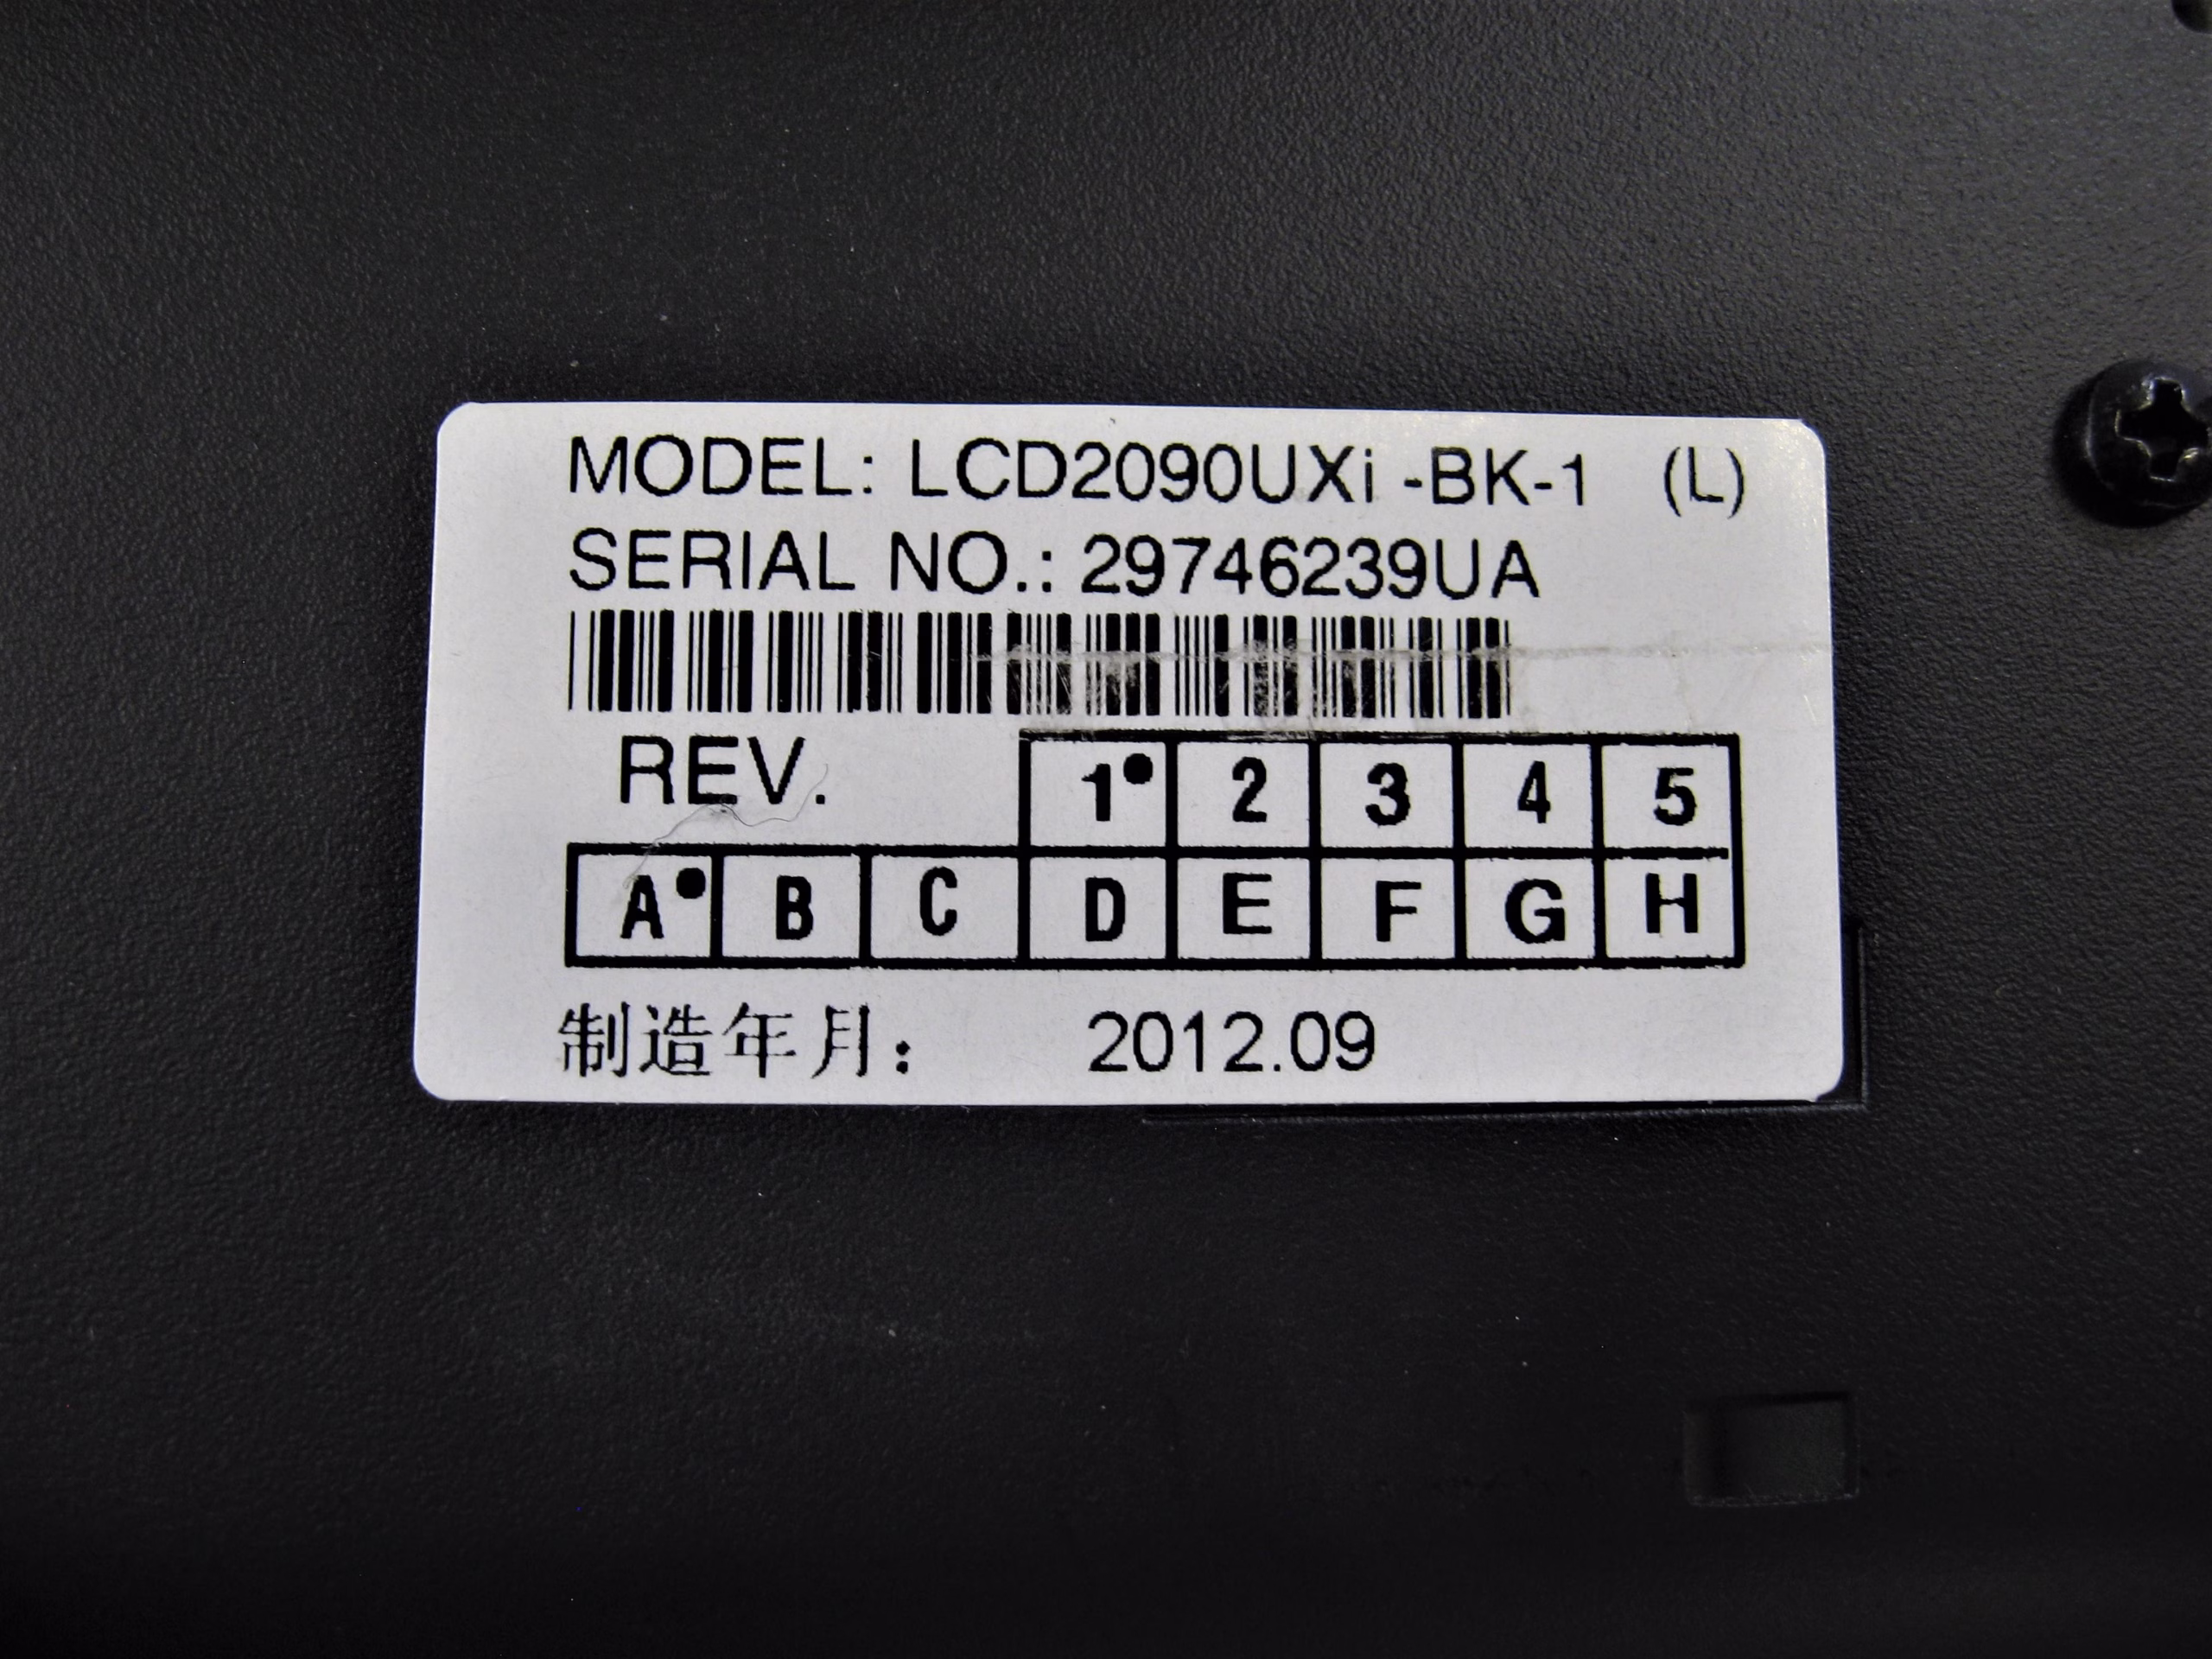 MODEL: LCD2090UXi -BK-1 (L)
SERIAL NO.: 29746239UA
REV. 1• 2 3 4 5
A• B C D E F G H
制造年月: 2012.09